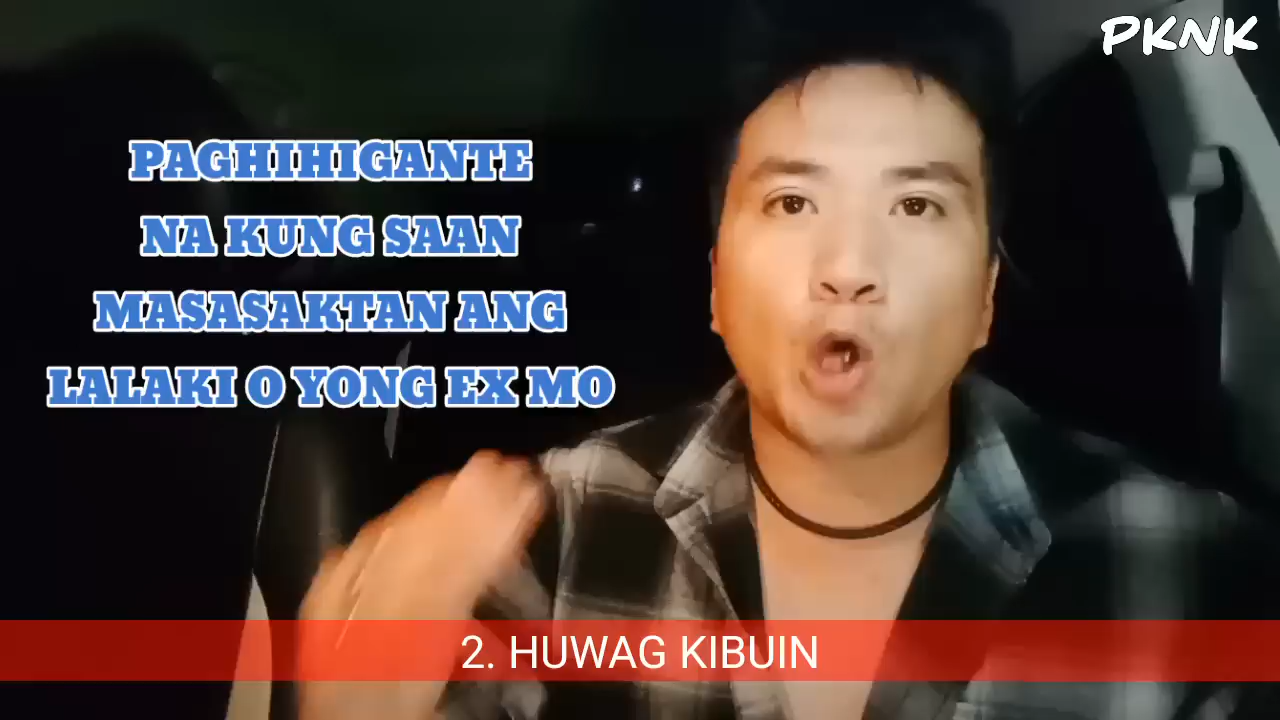 PKNK
PAGHIHIGANTE
NA KUNG SAAN
MASASAKTAN ANG
LALAKI O YONG EX MO
2. HUWAG KIBUIN